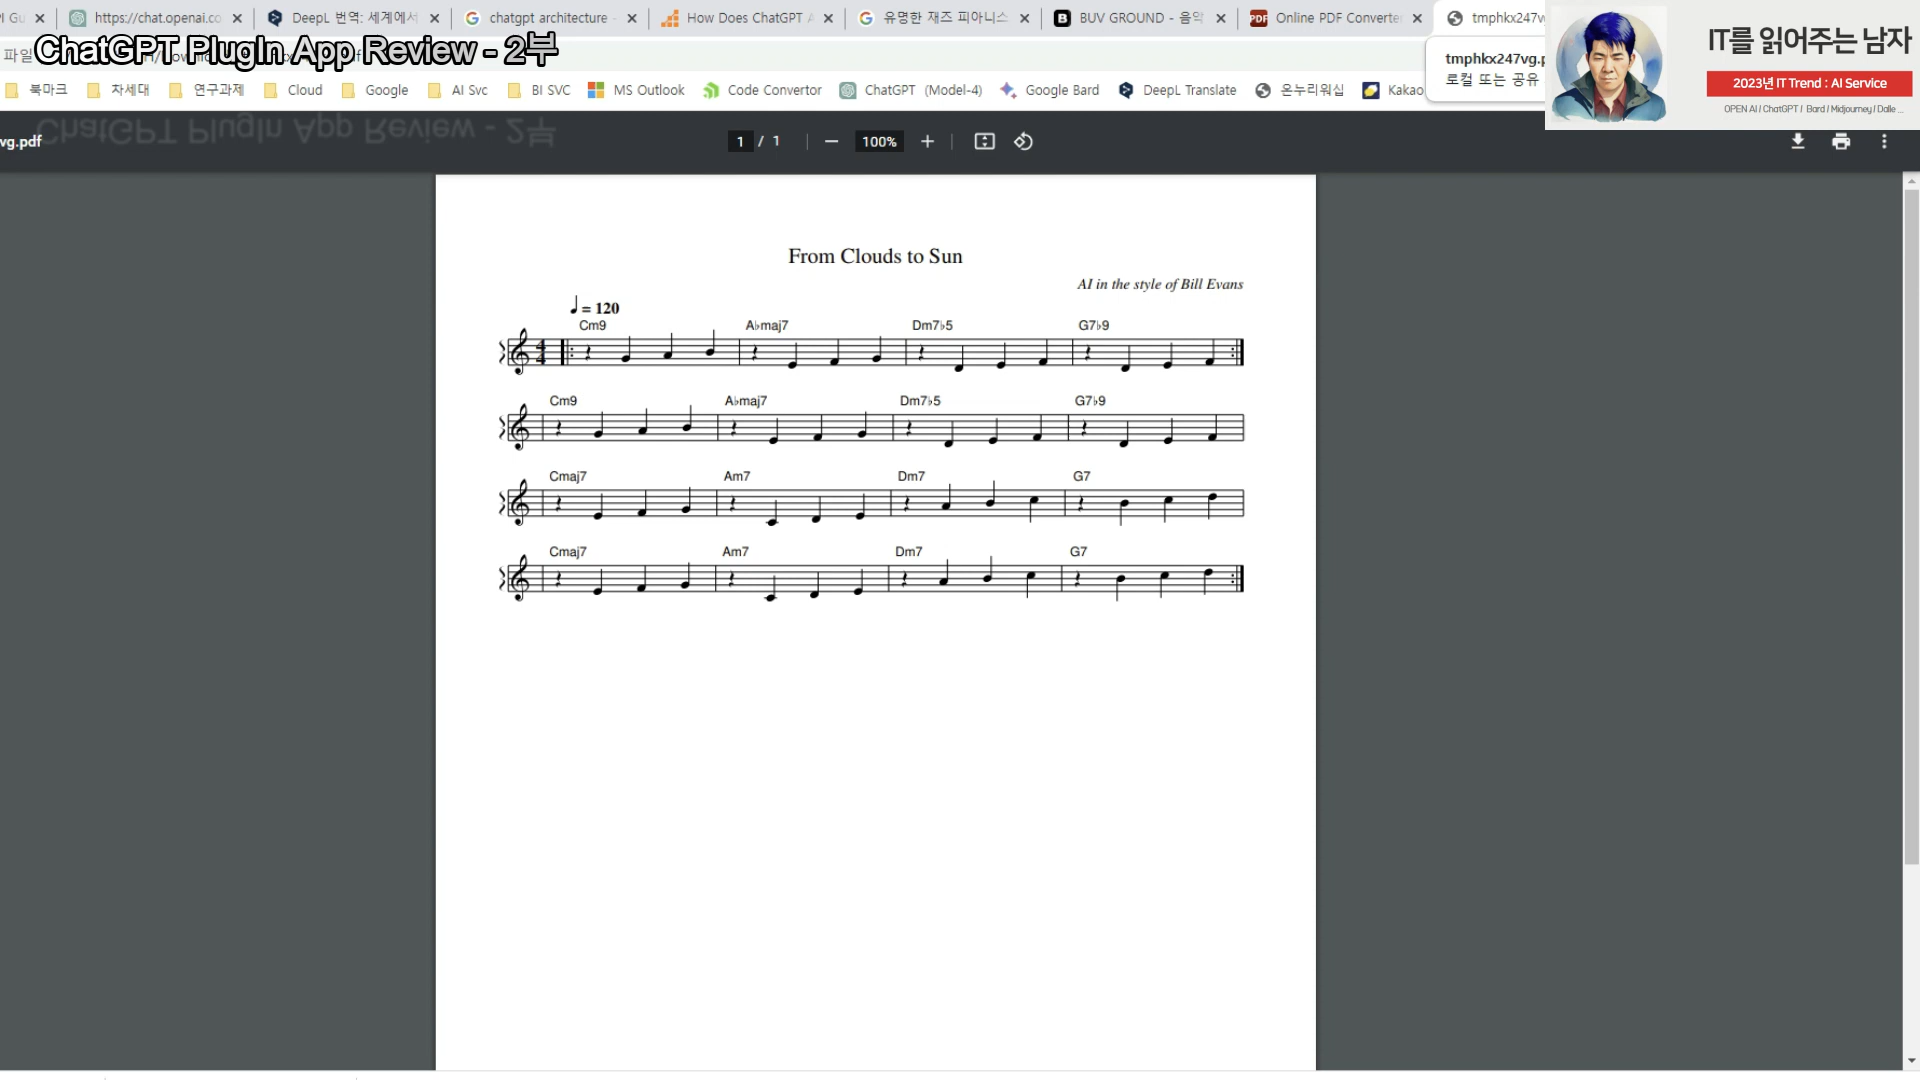 https://chat.openai.co
DeepL 번역: 세계에서
chatgpt architecture
How Does ChatGPT
유명한 재즈 피아니스
BUV GROUND - 음악
Online PDF Converte
tmphkx247v
ChatGPT PlugIn App Review - 2부
파일
tmphkx247vg.p
로컬 또는 공유
IT를 읽어주는 남자
2023년 IT Trend : AI Service
OPEN AI / ChatGPT / Bard / Midjourney / Dalle ...
북마크 차세대 연구과제 Cloud Google AI Svc BI SVC MS Outlook Code Convertor ChatGPT (Model-4) Google Bard DeepL Translate 온누리워십 Kakao
vg.pdf
1 / 1 100%
From Clouds to Sun
AI in the style of Bill Evans
♩ = 120
Cm9 A♭maj7 Dm7♭5 G7♭9
4
4
Cm9 A♭maj7 Dm7♭5 G7♭9
Cmaj7 Am7 Dm7 G7
Cmaj7 Am7 Dm7 G7